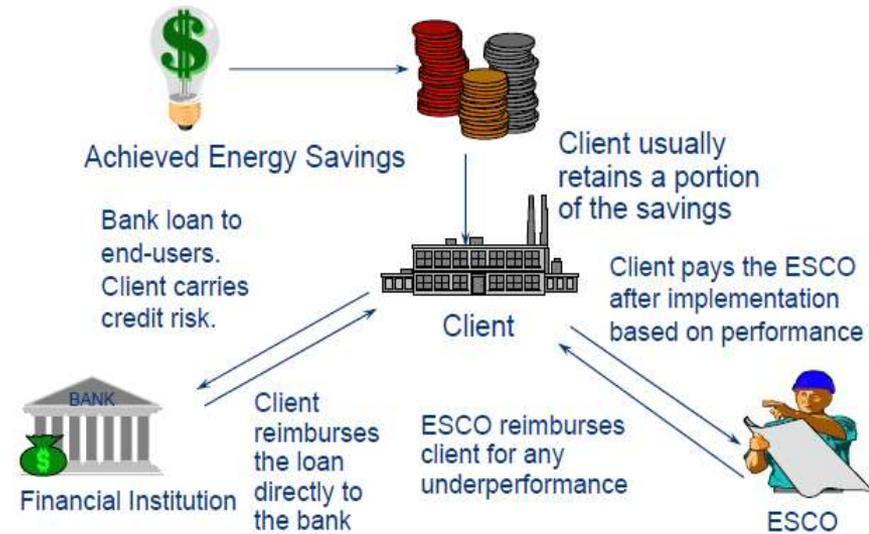 $
Achieved Energy Savings
Client usually
retains a portion
of the savings
Bank loan to
end-users.
Client carries
credit risk.
Client
Client pays the ESCO
after implementation
based on performance
BANK
$
Financial Institution
Client
reimburses
the loan
directly to
the bank
ESCO reimburses
client for any
underperformance
ESCO